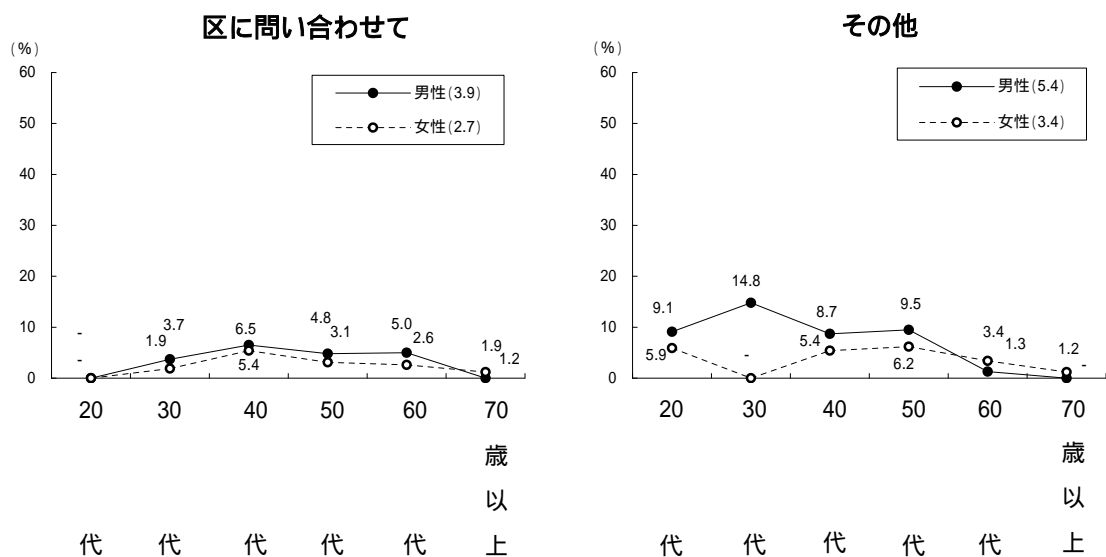 区に問い合わせて
(%)
60
50
40
30
20
10
0
男性(3.9)
女性(2.7)
-
-
3.7
1.9
6.5
5.4
4.8
3.1
5.0
2.6
1.9
1.2
20 30 40 50 60 70
歳
以
代 代 代 代 代 上
その他
(%)
60
50
40
30
20
10
0
男性(5.4)
女性(3.4)
9.1
5.9
14.8
-
8.7
5.4
9.5
6.2
3.4
1.3
1.2
-
20 30 40 50 60 70
歳
以
代 代 代 代 代 上